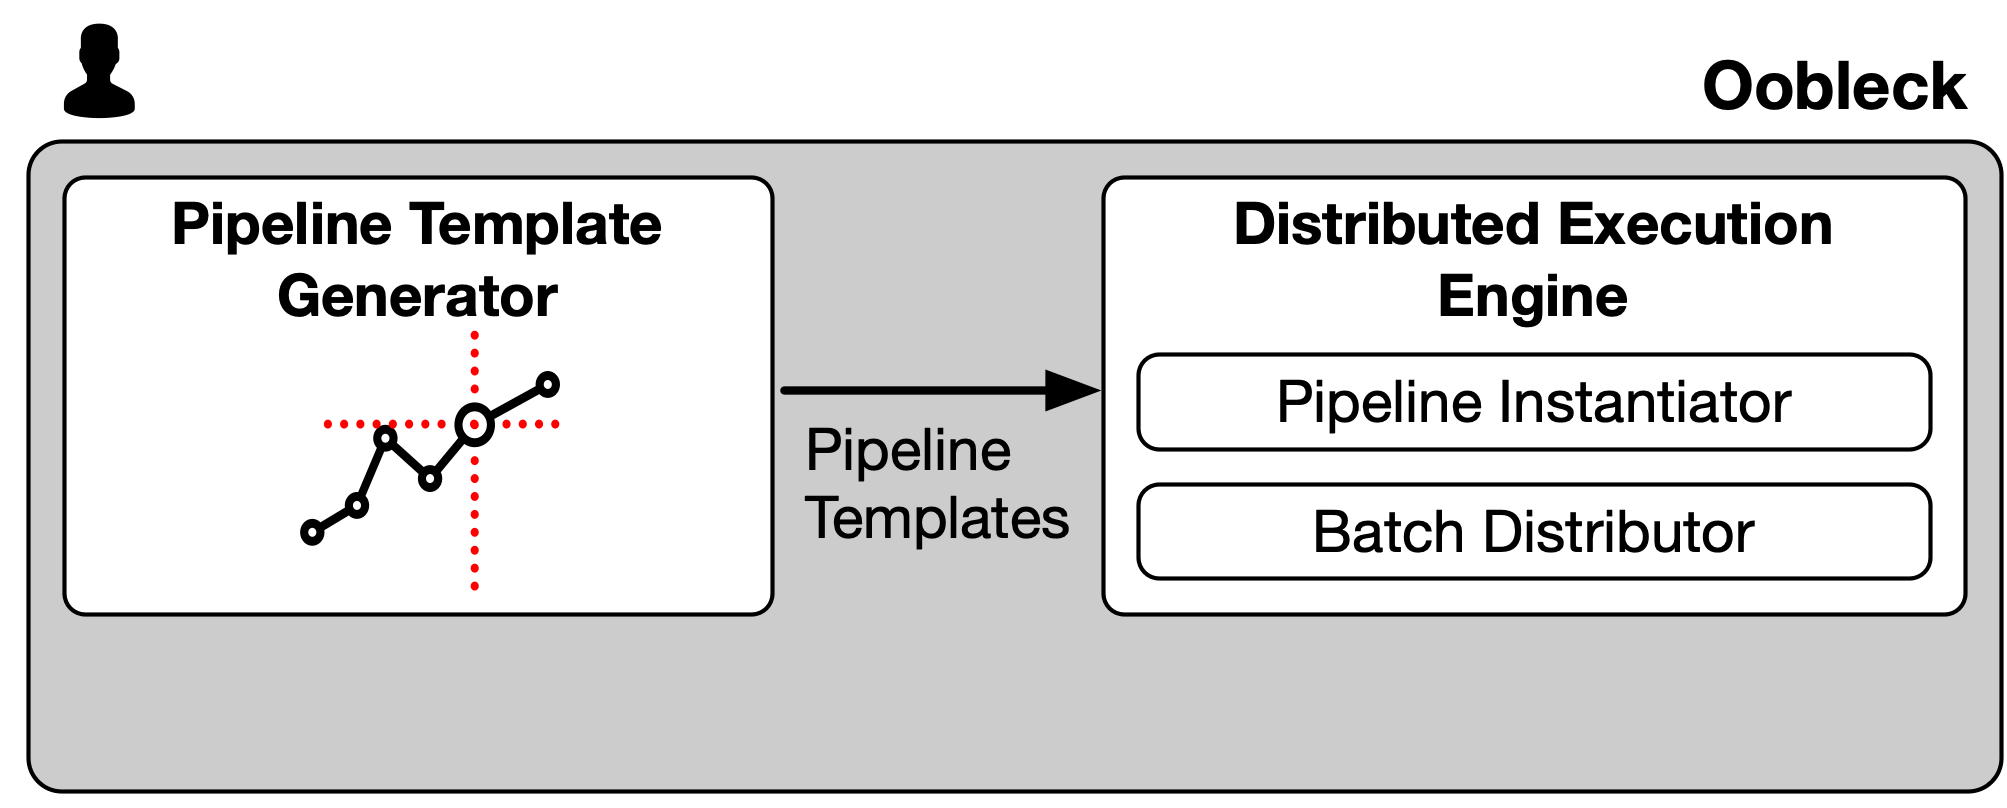 Oobleck
Pipeline Template
Generator
Pipeline
Templates
Distributed Execution
Engine
Pipeline Instantiator
Batch Distributor